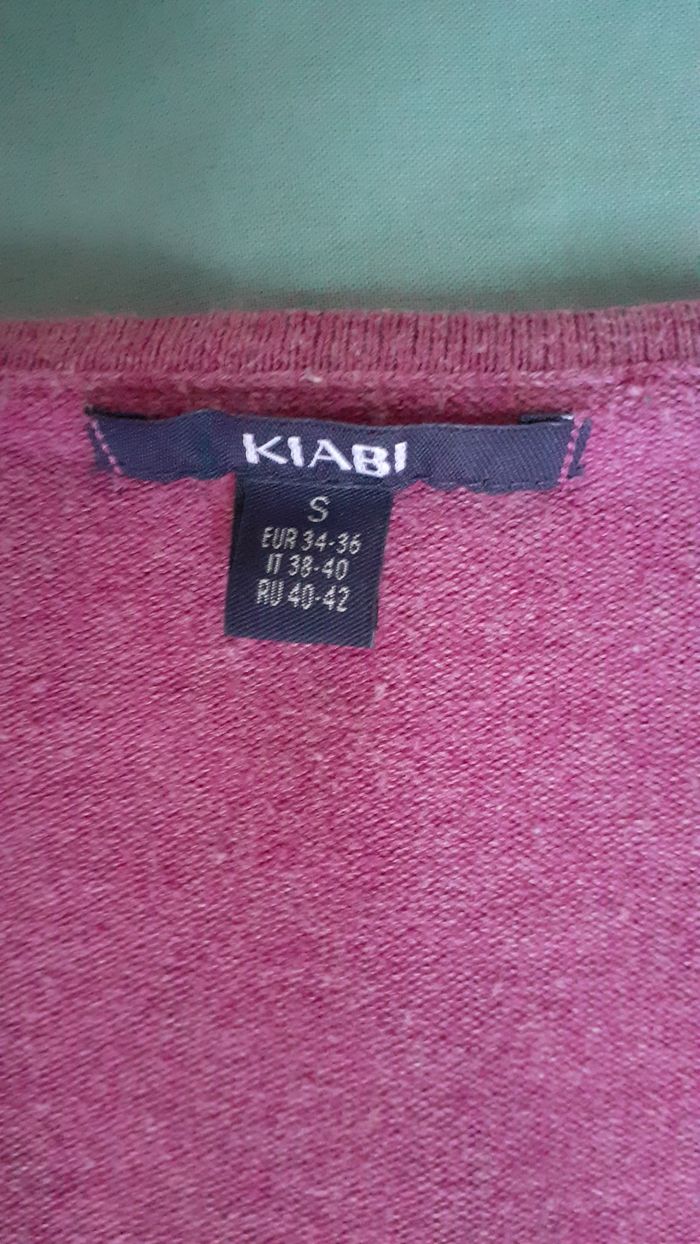 KIABI
S
EUR 34-36
IT 38-40
RU 40-42